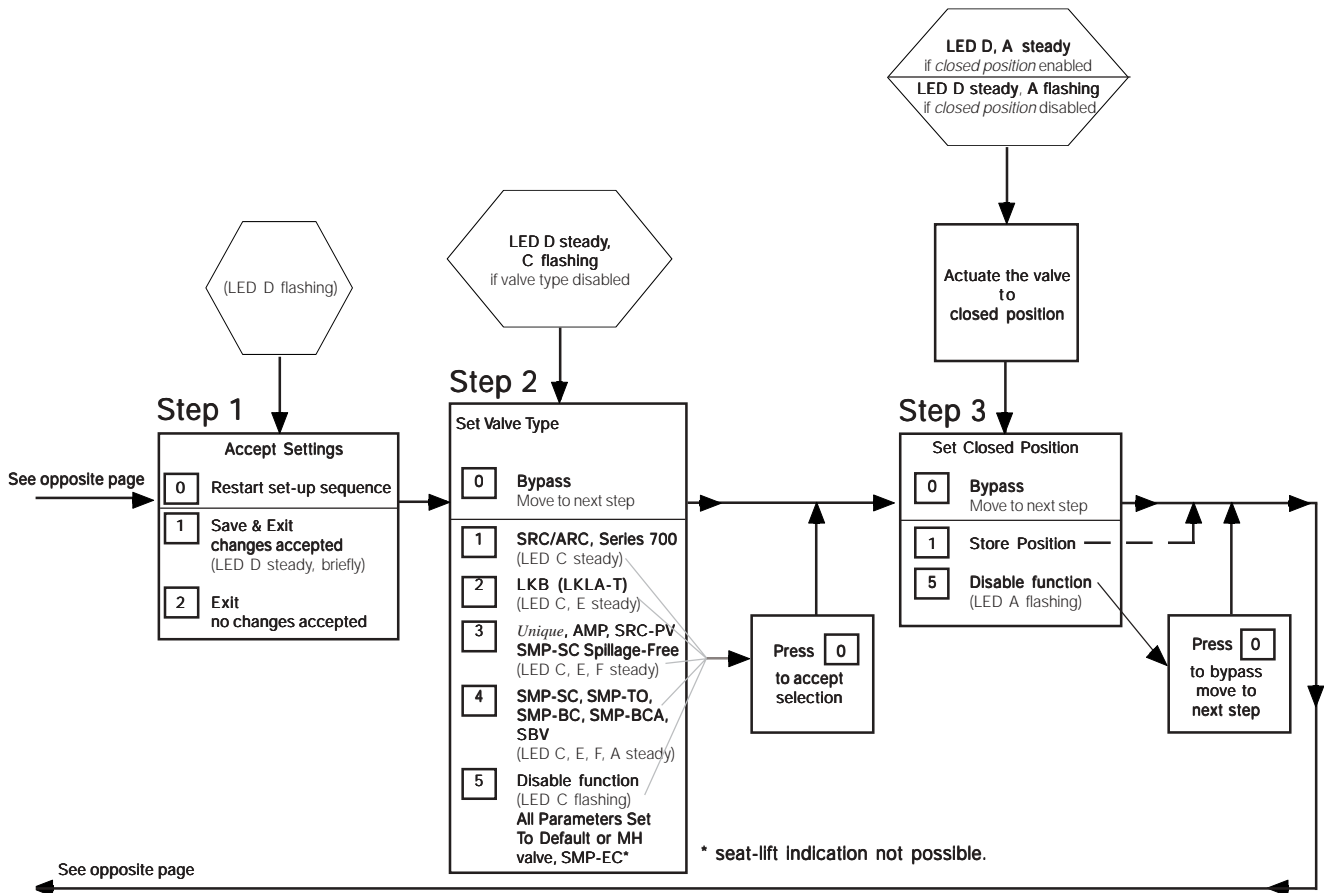 LED D, A steady
if closed position enabled
LED D steady, A flashing
if closed position disabled
Actuate the valve
to
closed position
(LED D flashing)
LED D steady,
C flashing
if valve type disabled
Step 1
Accept Settings
See opposite page
0 Restart set-up sequence
1 Save & Exit
changes accepted
(LED D steady, briefly)
2 Exit
no changes accepted
Step 2
Set Valve Type
0 Bypass
Move to next step
1 SRC/ARC, Series 700
(LED C steady)
2 LKB (LKLA-T)
(LED C, E steady)
3 Unique, AMP, SRC-PV
SMP-SC Spillage-Free
(LED C, E, F steady)
4 SMP-SC, SMP-TO,
SMP-BC, SMP-BCA,
SBV
(LED C, E, F, A steady)
5 Disable function
(LED C flashing)
All Parameters Set
To Default or MH
valve, SMP-EC*
Press 0
to accept
selection
Step 3
Set Closed Position
0 Bypass
Move to next step
1 Store Position
5 Disable function
(LED A flashing)
Press 0
to bypass
move to
next step
* seat-lift indication not possible.
See opposite page